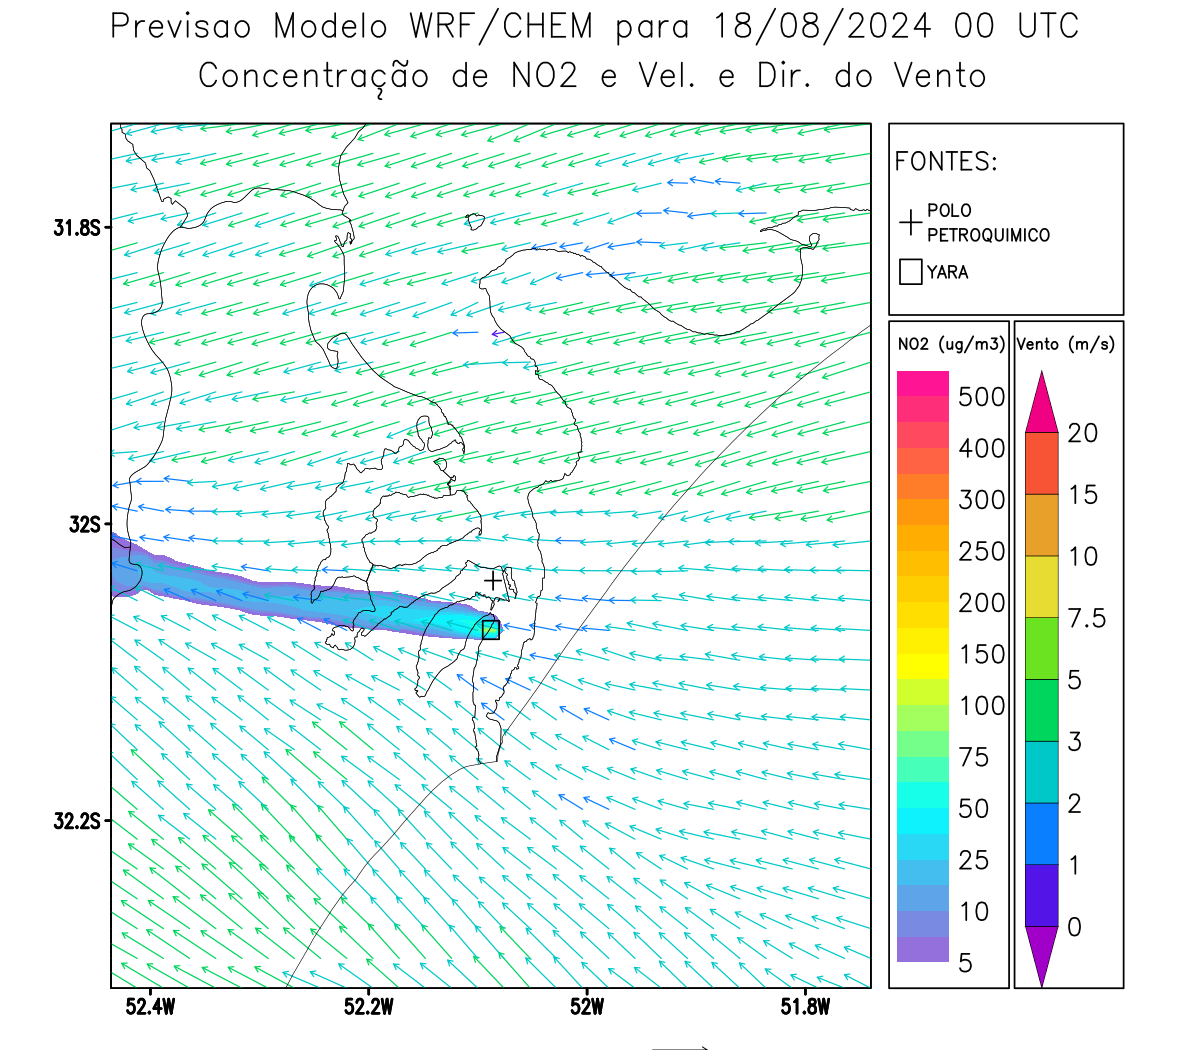 Previsao Modelo WRF/CHEM para 18/08/2024 00 UTC
Concentração de NO2 e Vel. e Dir. do Vento
FONTES:
POLO
PETROQUIMICO
YARA
NO2 (ug/m3)
500
400
300
250
200
150
100
75
50
25
10
5
Vento (m/s)
20
15
10
7.5
5
3
2
1
0
31.8S
32S
32.2S
52.4W
52.2W
52W
51.8W